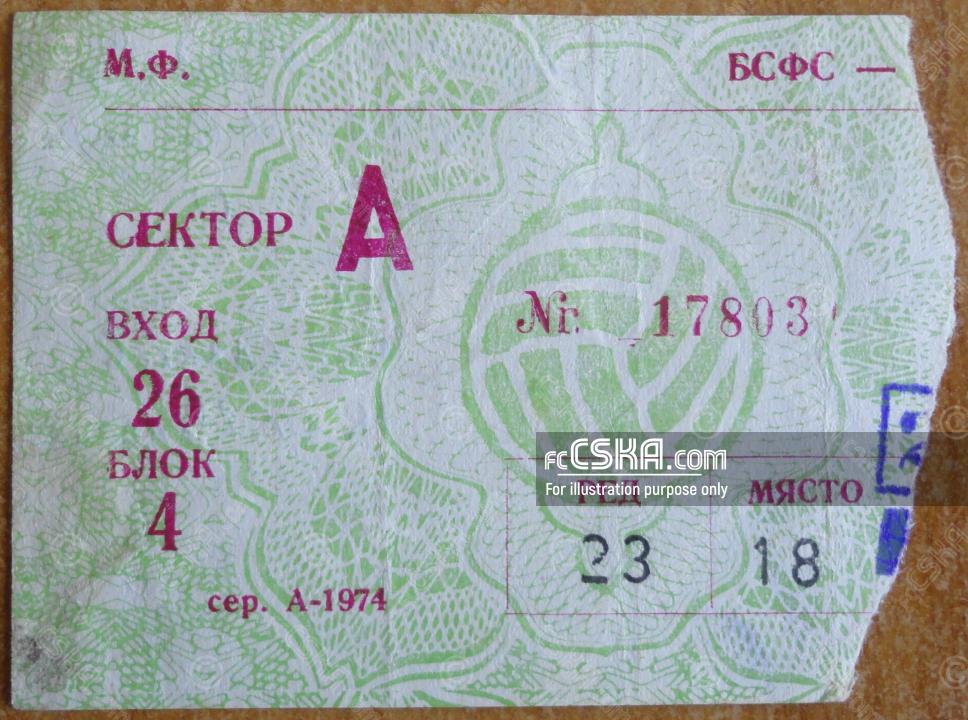 М.Ф. БСФС —
СЕКТОР А
ВХОД
26
№. 17803
БЛОК
4
fcCSKA.com
For illustration purpose only
РЕД МЯСТО
23 18
сер. А-1974